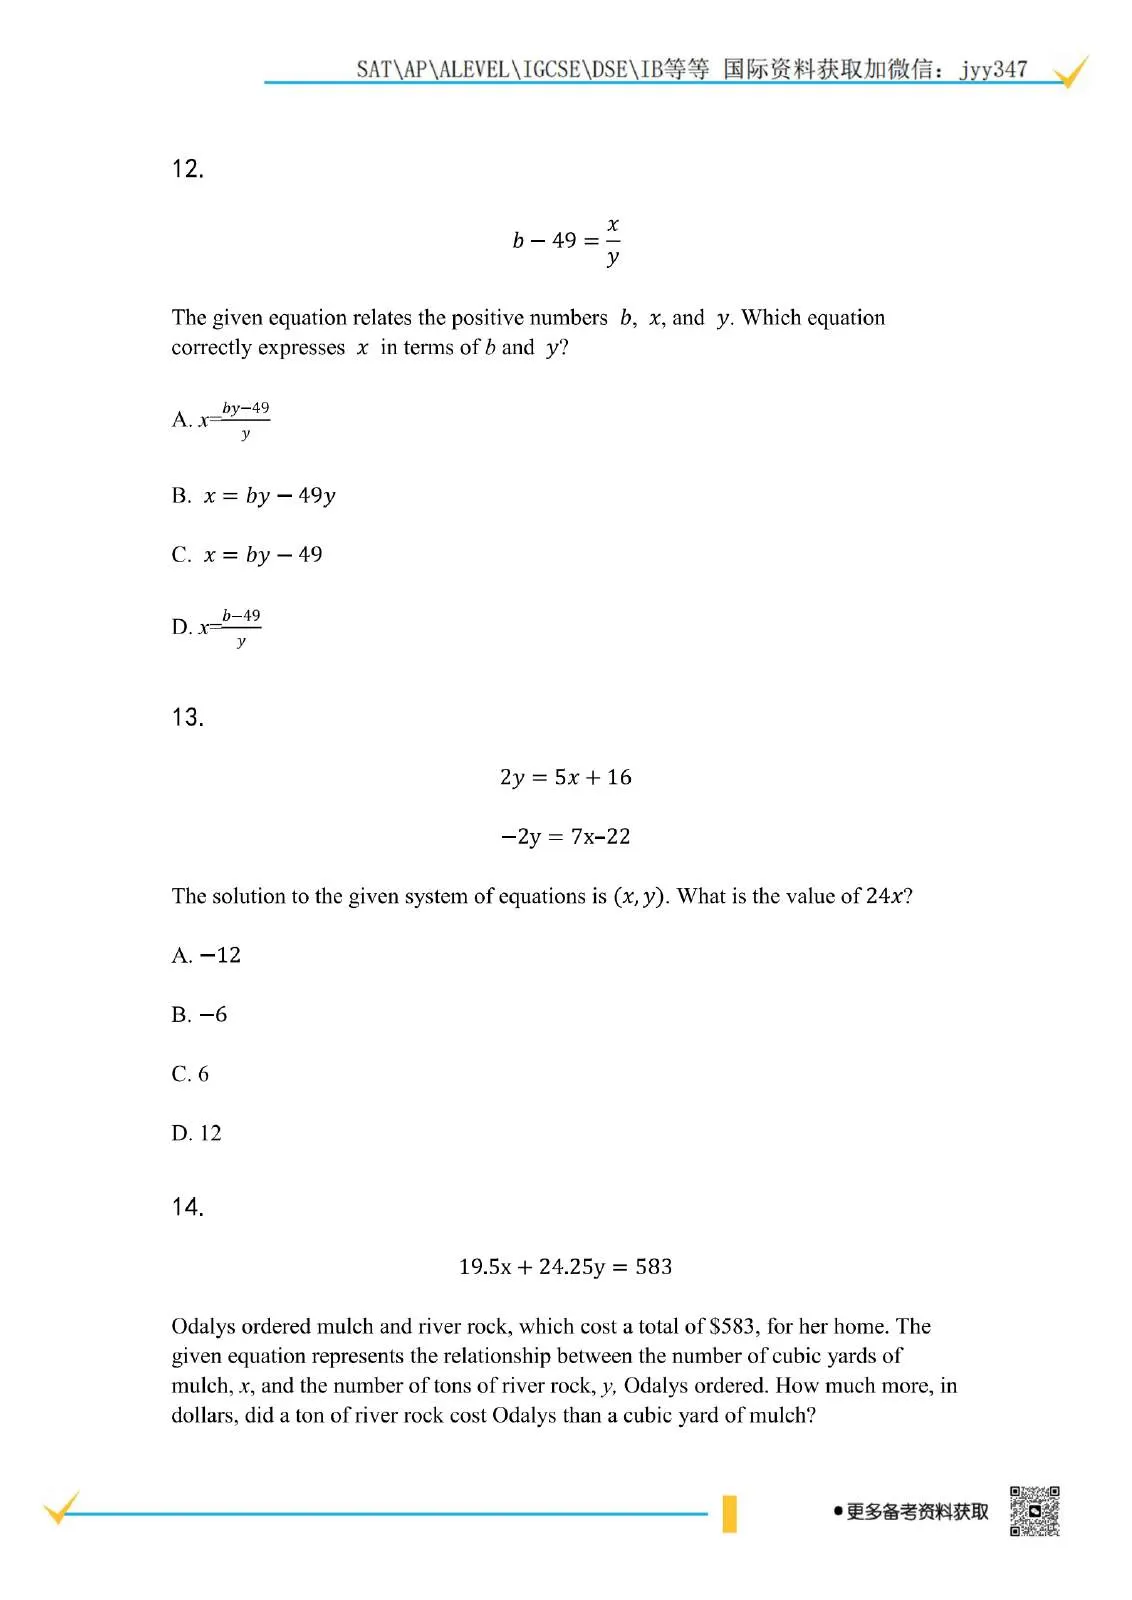 SAT\AP\ALEVEL\IGCSE\DSE\IB等等 国际资料获取加微信：jyy347
12.
b − 49 = x/y
The given equation relates the positive numbers b, x, and y. Which equation
correctly expresses x in terms of b and y?
A. x=by−49/y
B. x = by − 49y
C. x = by − 49
D. x=b−49/y
13.
2y = 5x + 16
−2y = 7x–22
The solution to the given system of equations is (x, y). What is the value of 24x?
A. −12
B. −6
C. 6
D. 12
14.
19.5x + 24.25y = 583
Odalys ordered mulch and river rock, which cost a total of $583, for her home. The
given equation represents the relationship between the number of cubic yards of
mulch, x, and the number of tons of river rock, y, Odalys ordered. How much more, in
dollars, did a ton of river rock cost Odalys than a cubic yard of mulch?
•更多备考资料获取